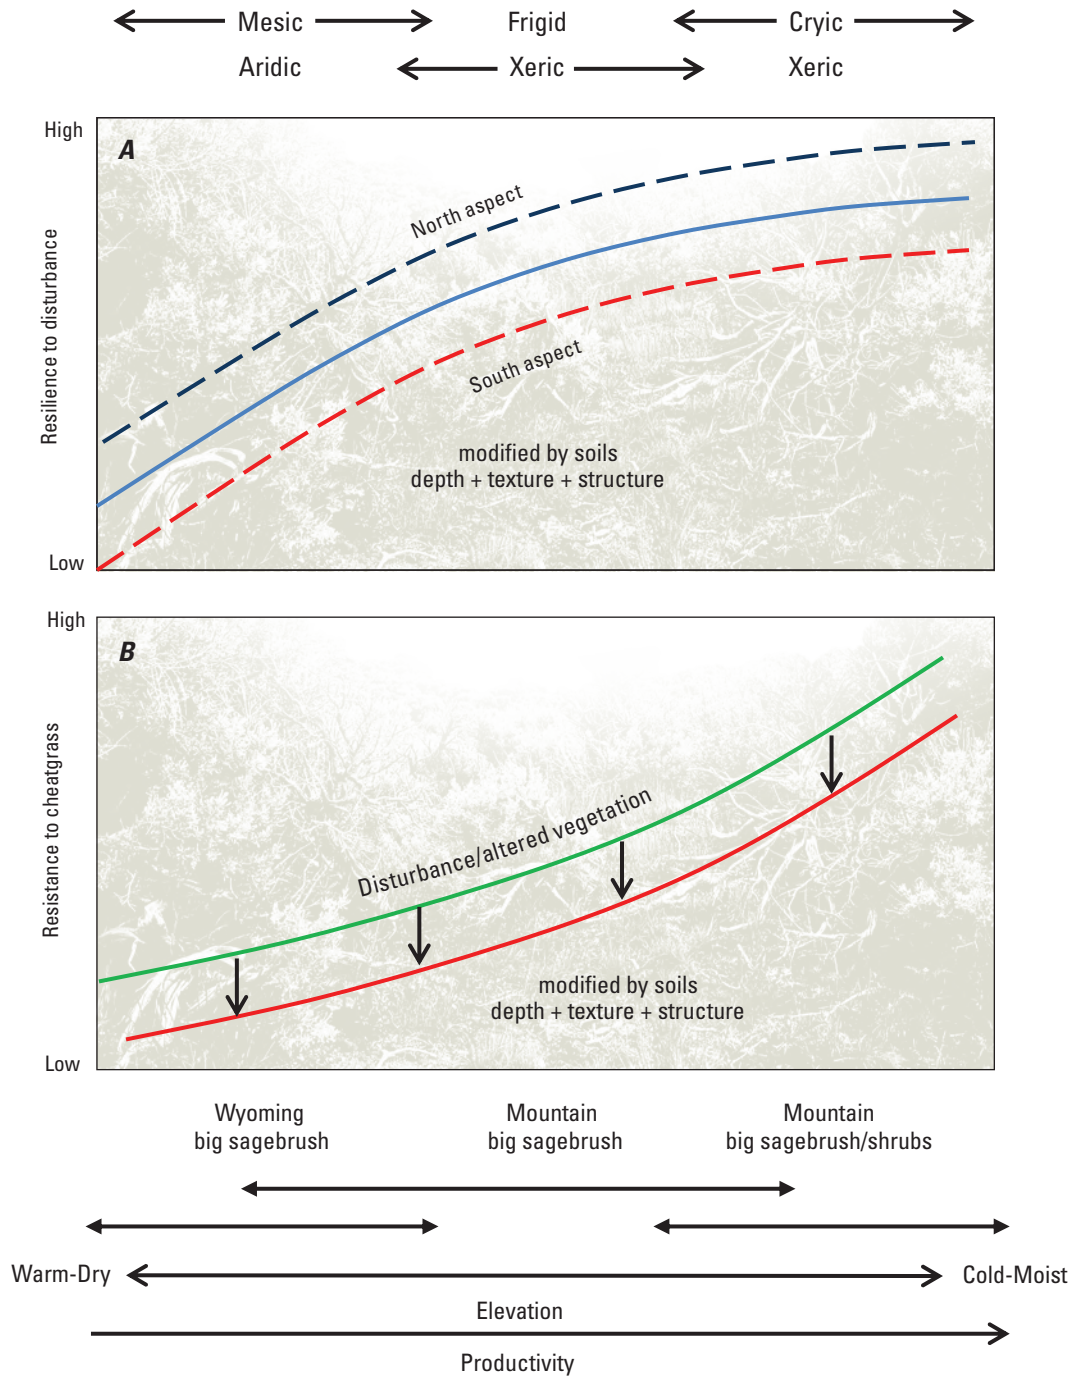 Mesic Frigid Cryic
Aridic Xeric Xeric
High
A
North aspect
South aspect
Resilience to disturbance
modified by soils
depth + texture + structure
Low
High
B
Disturbance/altered vegetation
Resistance to cheatgrass
modified by soils
depth + texture + structure
Low
Wyoming
big sagebrush
Mountain
big sagebrush
Mountain
big sagebrush/shrubs
Warm-Dry Cold-Moist
Elevation
Productivity